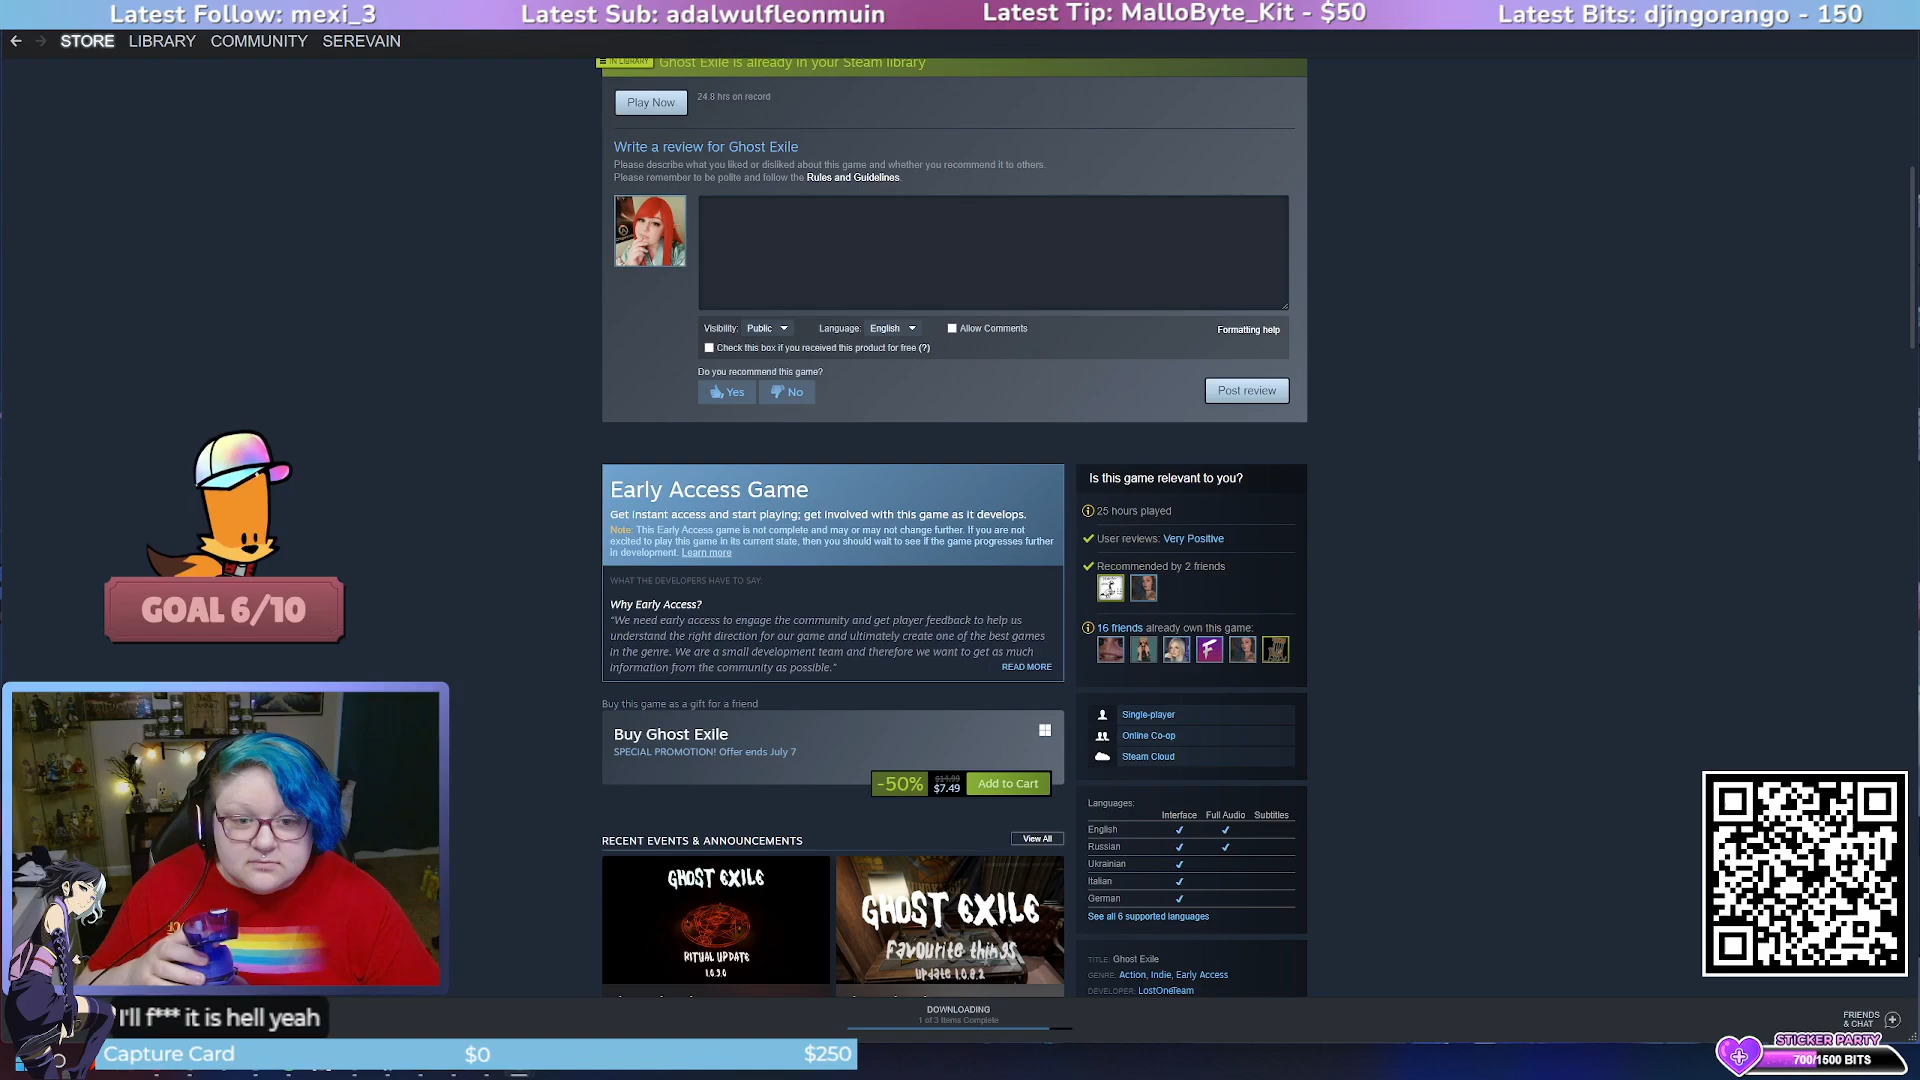 Latest Follow: mexi_3
Latest Sub: adalwulfleonmuin
Latest Tip: MalloByte_Kit - $50
Latest Bits: djingorango - 150
STORE LIBRARY COMMUNITY SEREVAIN
IN LIBRARY
Ghost Exile is already in your Steam library
Play Now
24.8 hrs on record
Write a review for Ghost Exile
Please describe what you liked or disliked about this game and whether you recommend it to others.
Please remember to be polite and follow the Rules and Guidelines.
Visibility: Public
Language: English
Allow Comments
Formatting help
Check this box if you received this product for free (?)
Do you recommend this game?
Yes
No
Post review
Early Access Game
Get instant access and start playing; get involved with this game as it develops.
Note: This Early Access game is not complete and may or may not change further. If you are not
excited to play this game in its current state, then you should wait to see if the game progresses further
in development. Learn more
WHAT THE DEVELOPERS HAVE TO SAY:
Why Early Access?
"We need early access to engage the community and get player feedback to help us
understand the right direction for our game and ultimately create one of the best games
in the genre. We are a small development team and therefore we want to get as much
information from the community as possible."
READ MORE
Is this game relevant to you?
25 hours played
User reviews: Very Positive
Recommended by 2 friends
16 friends already own this game:
F
Single-player
Online Co-op
Steam Cloud
Buy this game as a gift for a friend
Buy Ghost Exile
SPECIAL PROMOTION! Offer ends July 7
-50%
$14.99
$7.49
Add to Cart
Languages:
Interface Full Audio Subtitles
English
Russian
Ukrainian
Italian
German
See all 6 supported languages
RECENT EVENTS & ANNOUNCEMENTS
View All
GHOST EXILE
RITUAL UPDATE
1.0.3.0
GHOST EXILE
Favourite things
Update 1.0.8.2
TITLE: Ghost Exile
GENRE: Action, Indie, Early Access
DEVELOPER: LostOneTeam
GOAL 6/10
I'll f*** it is hell yeah
DOWNLOADING
1 of 3 Items Complete
FRIENDS
& CHAT
Capture Card
$0
$250
STICKER PARTY
700/1500 BITS